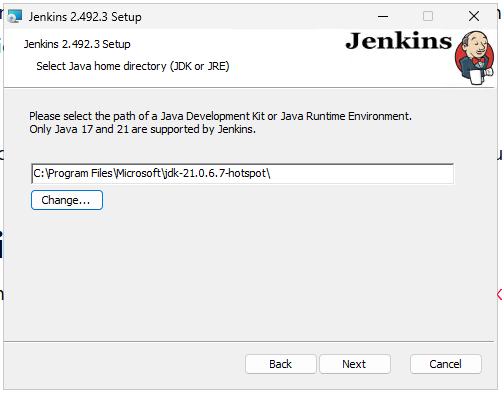 Jenkins 2.492.3 Setup
Jenkins 2.492.3 Setup
Jenkins
Select Java home directory (JDK or JRE)
Please select the path of a Java Development Kit or Java Runtime Environment.
Only Java 17 and 21 are supported by Jenkins.
C:\Program Files\Microsoft\jdk-21.0.6.7-hotspot\
Change...
Back
Next
Cancel